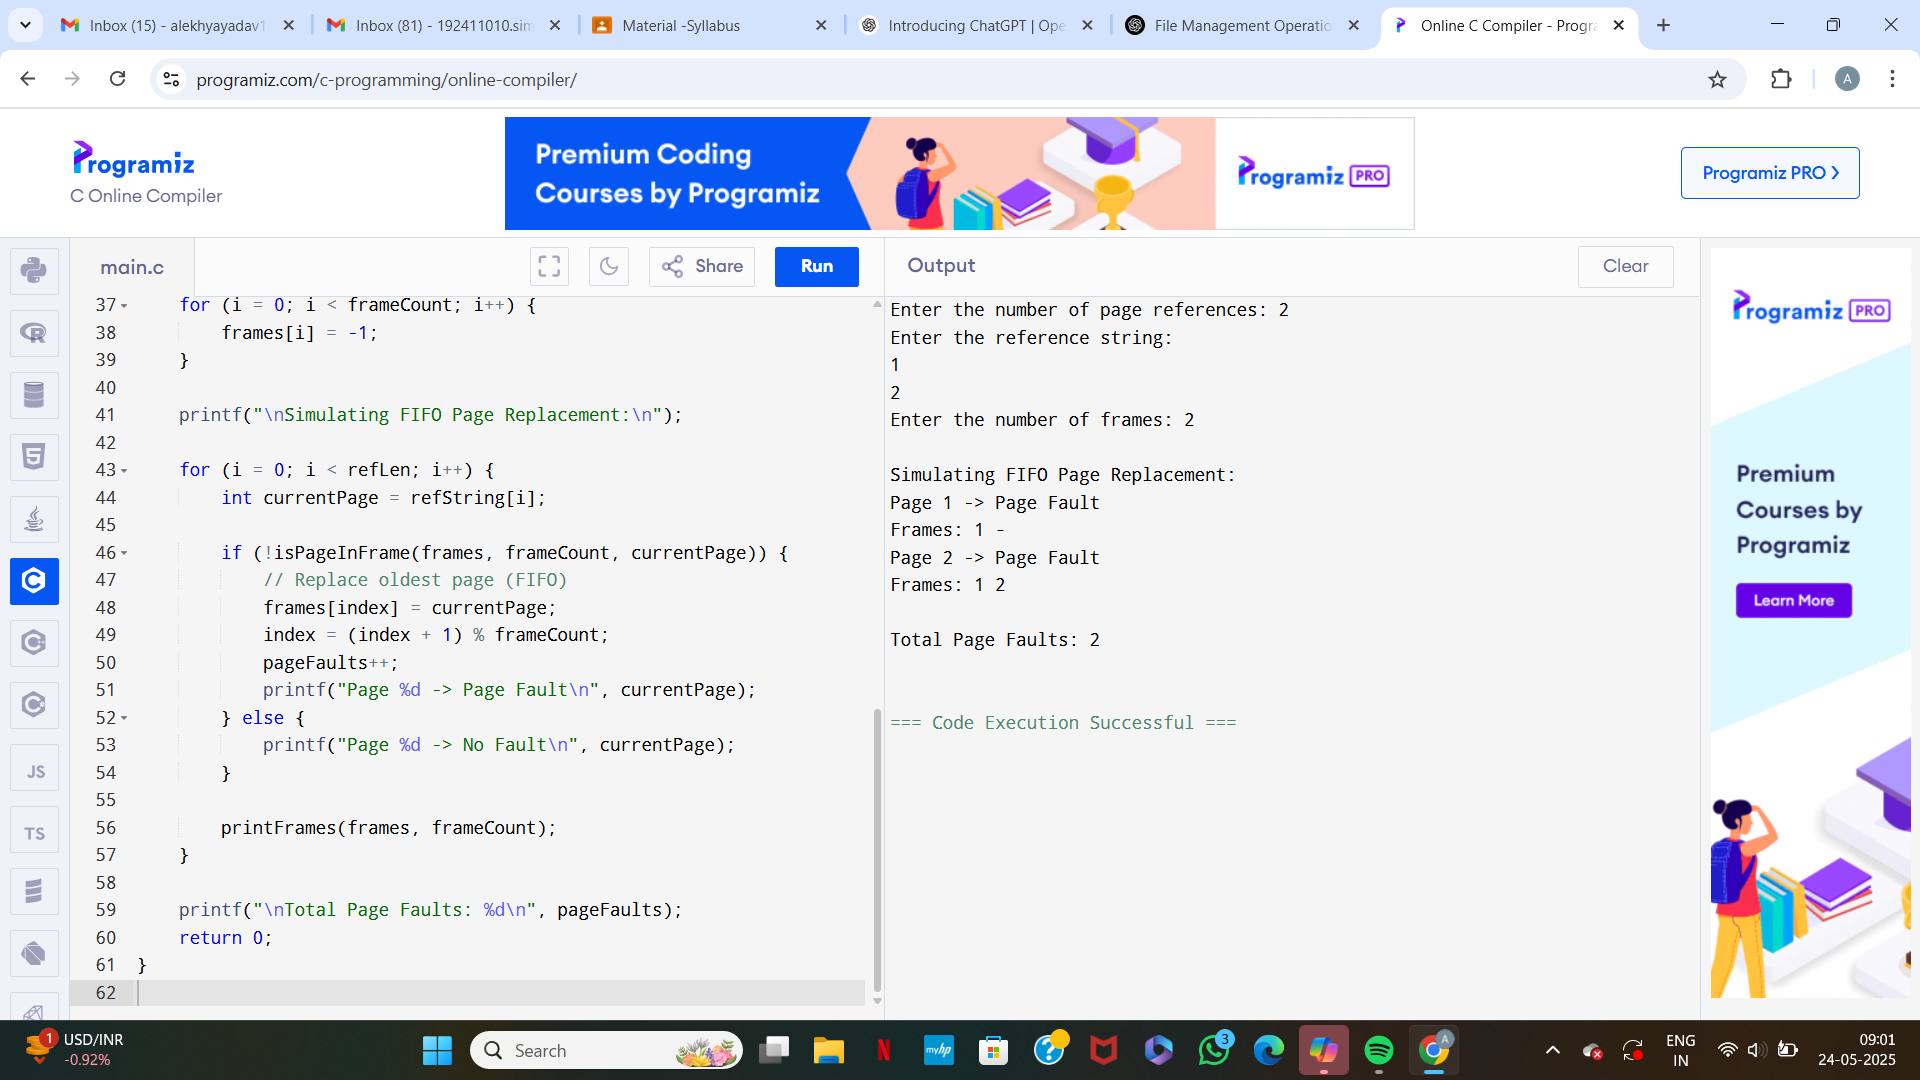 Inbox (15) - alekhyayadav1
Inbox (81) - 192411010.sim
Material -Syllabus
Introducing ChatGPT | Ope
File Management Operatio
Online C Compiler - Progra
programiz.com/c-programming/online-compiler/
A
Programiz
C Online Compiler
Premium Coding
Courses by Programiz
Programiz PRO
Programiz PRO
main.c
Share
Run
Output
Clear
37 for (i = 0; i < frameCount; i++) {
38 frames[i] = -1;
39 }
40
41 printf("\nSimulating FIFO Page Replacement:\n");
42
43 for (i = 0; i < refLen; i++) {
44 int currentPage = refString[i];
45
46 if (!isPageInFrame(frames, frameCount, currentPage)) {
47 // Replace oldest page (FIFO)
48 frames[index] = currentPage;
49 index = (index + 1) % frameCount;
50 pageFaults++;
51 printf("Page %d -> Page Fault\n", currentPage);
52 } else {
53 printf("Page %d -> No Fault\n", currentPage);
54 }
55
56 printFrames(frames, frameCount);
57 }
58
59 printf("\nTotal Page Faults: %d\n", pageFaults);
60 return 0;
61 }
62
Enter the number of page references: 2
Enter the reference string:
1
2
Enter the number of frames: 2
Simulating FIFO Page Replacement:
Page 1 -> Page Fault
Frames: 1 -
Page 2 -> Page Fault
Frames: 1 2
Total Page Faults: 2
=== Code Execution Successful ===
Programiz PRO
Premium
Courses by
Programiz
Learn More
R
5
C
C
C
JS
TS
1
USD/INR
-0.92%
Search
N
myhp
?
3
A
ENG
IN
09:01
24-05-2025